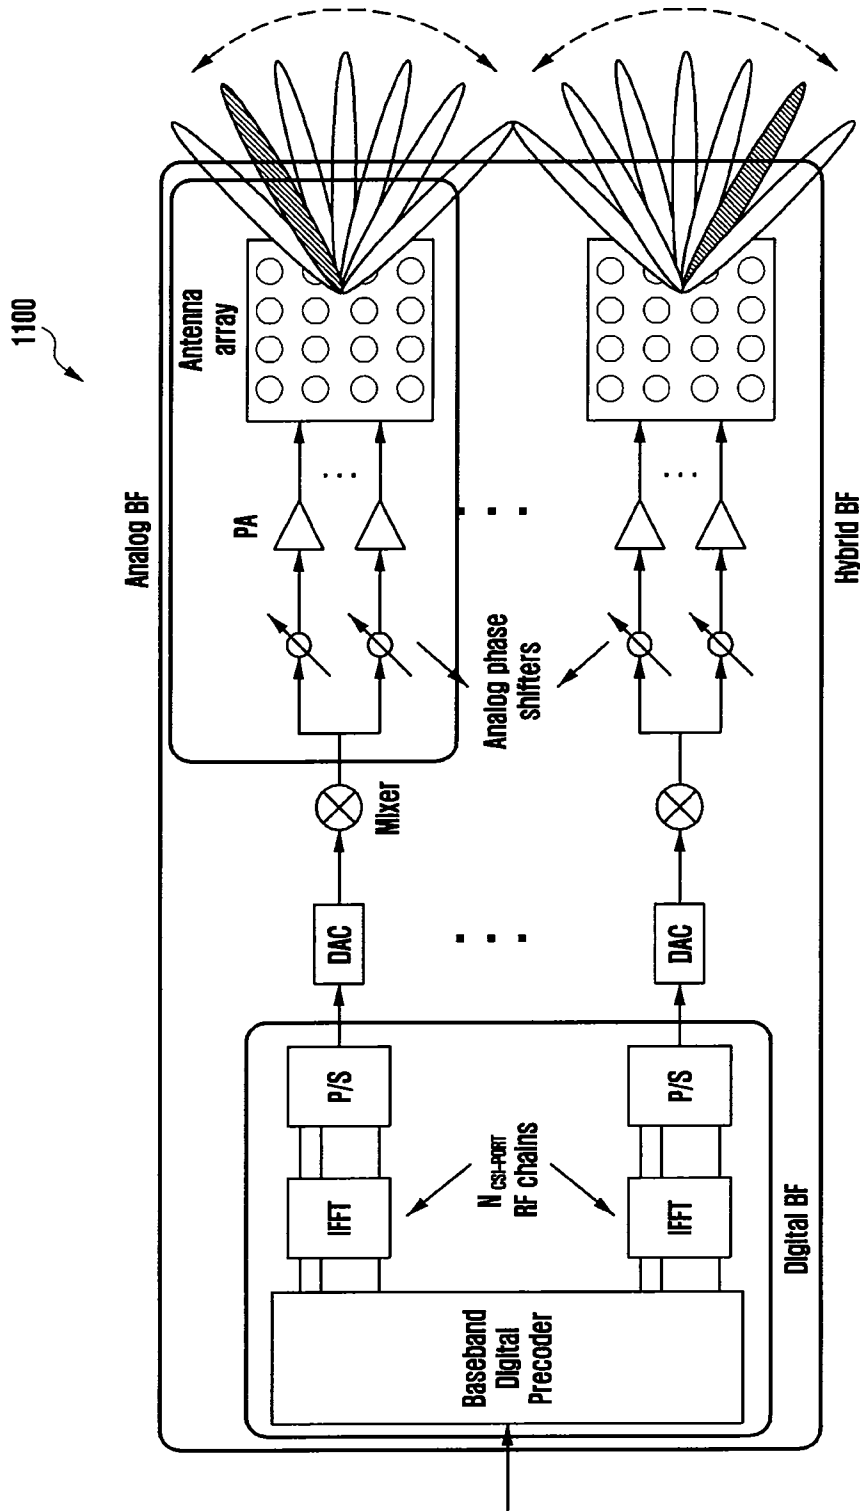 1100
Analog BF
Antenna
array
PA
Analog phase
shifters
Mixer
DAC
DAC
P/S
P/S
N CSI-PORT
RF chains
IFFT
IFFT
Baseband
Digital
Precoder
Digital BF
Hybrid BF